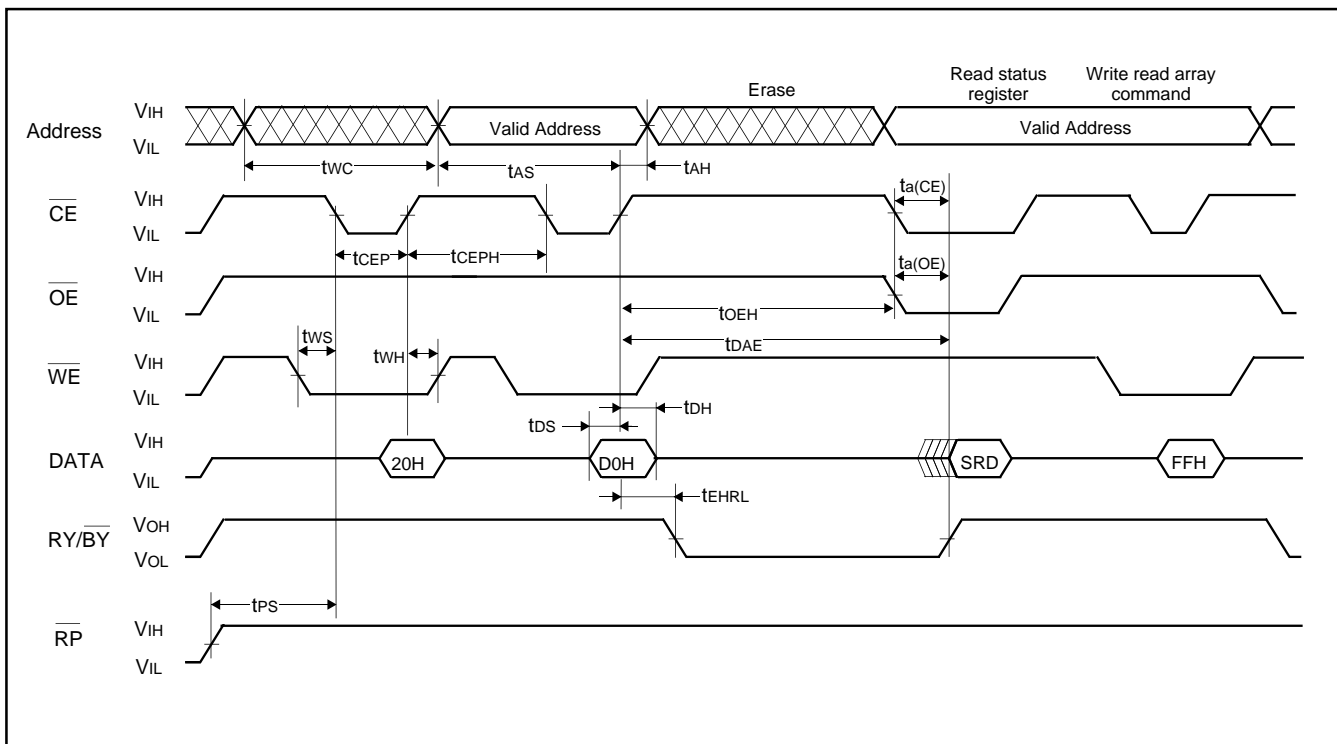 Erase
Read status
register
Write read array
command
Address
VIH
VIL
Valid Address
Valid Address
tWC
tAS
tAH
CE
VIH
VIL
ta(CE)
tCEP
tCEPH
OE
VIH
VIL
ta(OE)
tOEH
tDAE
WE
VIH
VIL
tWS
tWH
tDH
tDS
DATA
VIH
VIL
20H
D0H
SRD
FFH
tEHRL
RY/BY
VOH
VOL
tPS
RP
VIH
VIL